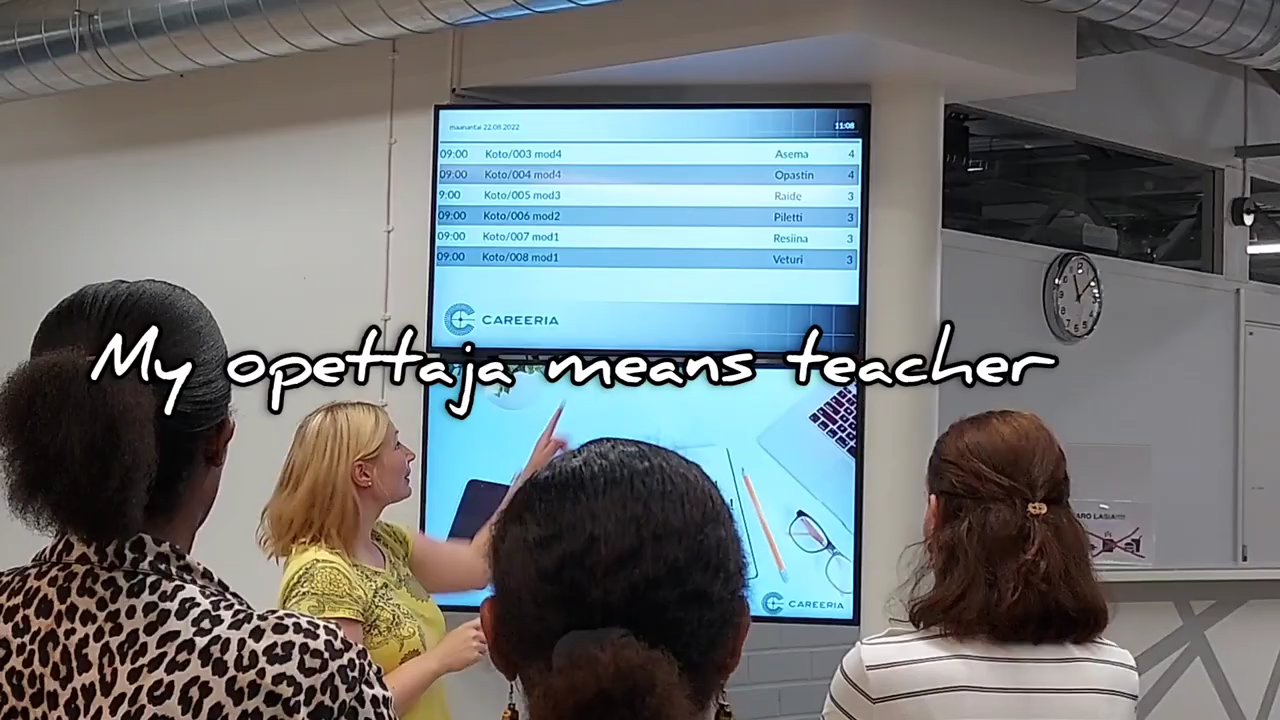 maanantai 22.08.2022 11:08
09:00 Koto/003 mod4 Asema 4
09:00 Koto/004 mod4 Opastin 4
9:00 Koto/005 mod3 Raide 3
09:00 Koto/006 mod2 Piletti 3
09:00 Koto/007 mod1 Resiina 3
09:00 Koto/008 mod1 Veturi 3
CAREERIA
My opettaja means teacher
ARO LASIA!!!!
CAREERIA